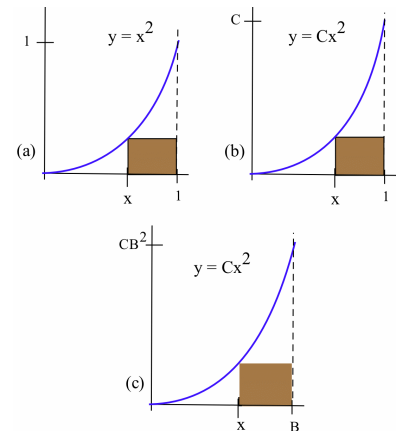 y = x²
1
(a)
x
1
y = Cx²
C
(b)
x
1
y = Cx²
CB²
(c)
x
B